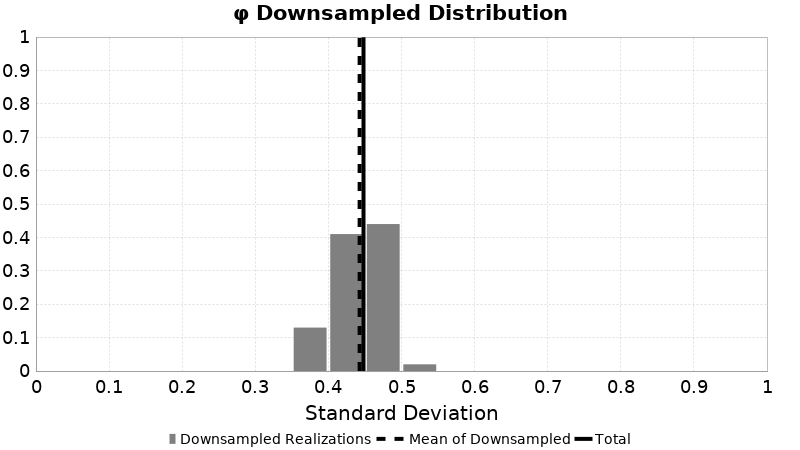 φ Downsampled Distribution
1
0.9
0.8
0.7
0.6
0.5
0.4
0.3
0.2
0.1
0
0 0.1 0.2 0.3 0.4 0.5 0.6 0.7 0.8 0.9 1
Standard Deviation
Downsampled Realizations Mean of Downsampled Total